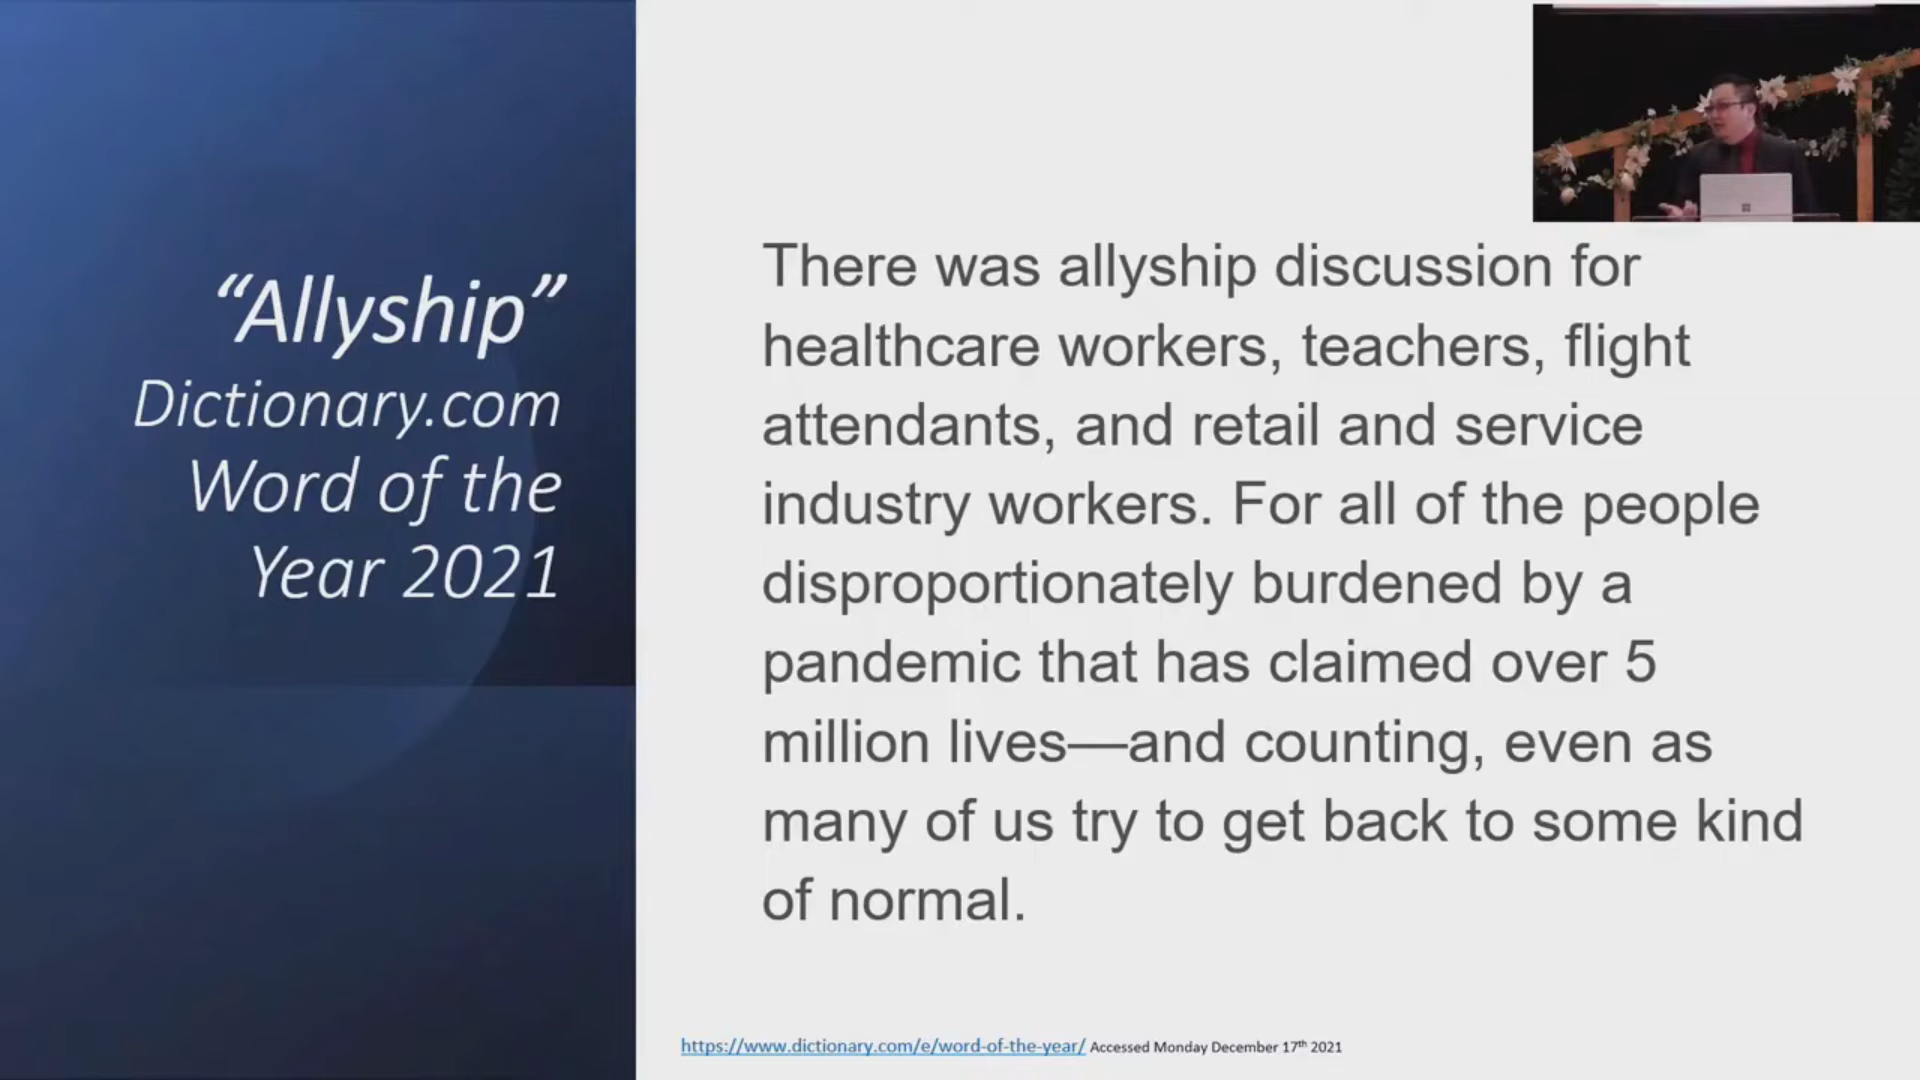 “Allyship”
Dictionary.com
Word of the
Year 2021
There was allyship discussion for
healthcare workers, teachers, flight
attendants, and retail and service
industry workers. For all of the people
disproportionately burdened by a
pandemic that has claimed over 5
million lives—and counting, even as
many of us try to get back to some kind
of normal.
https://www.dictionary.com/e/word-of-the-year/ Accessed Monday December 17th 2021